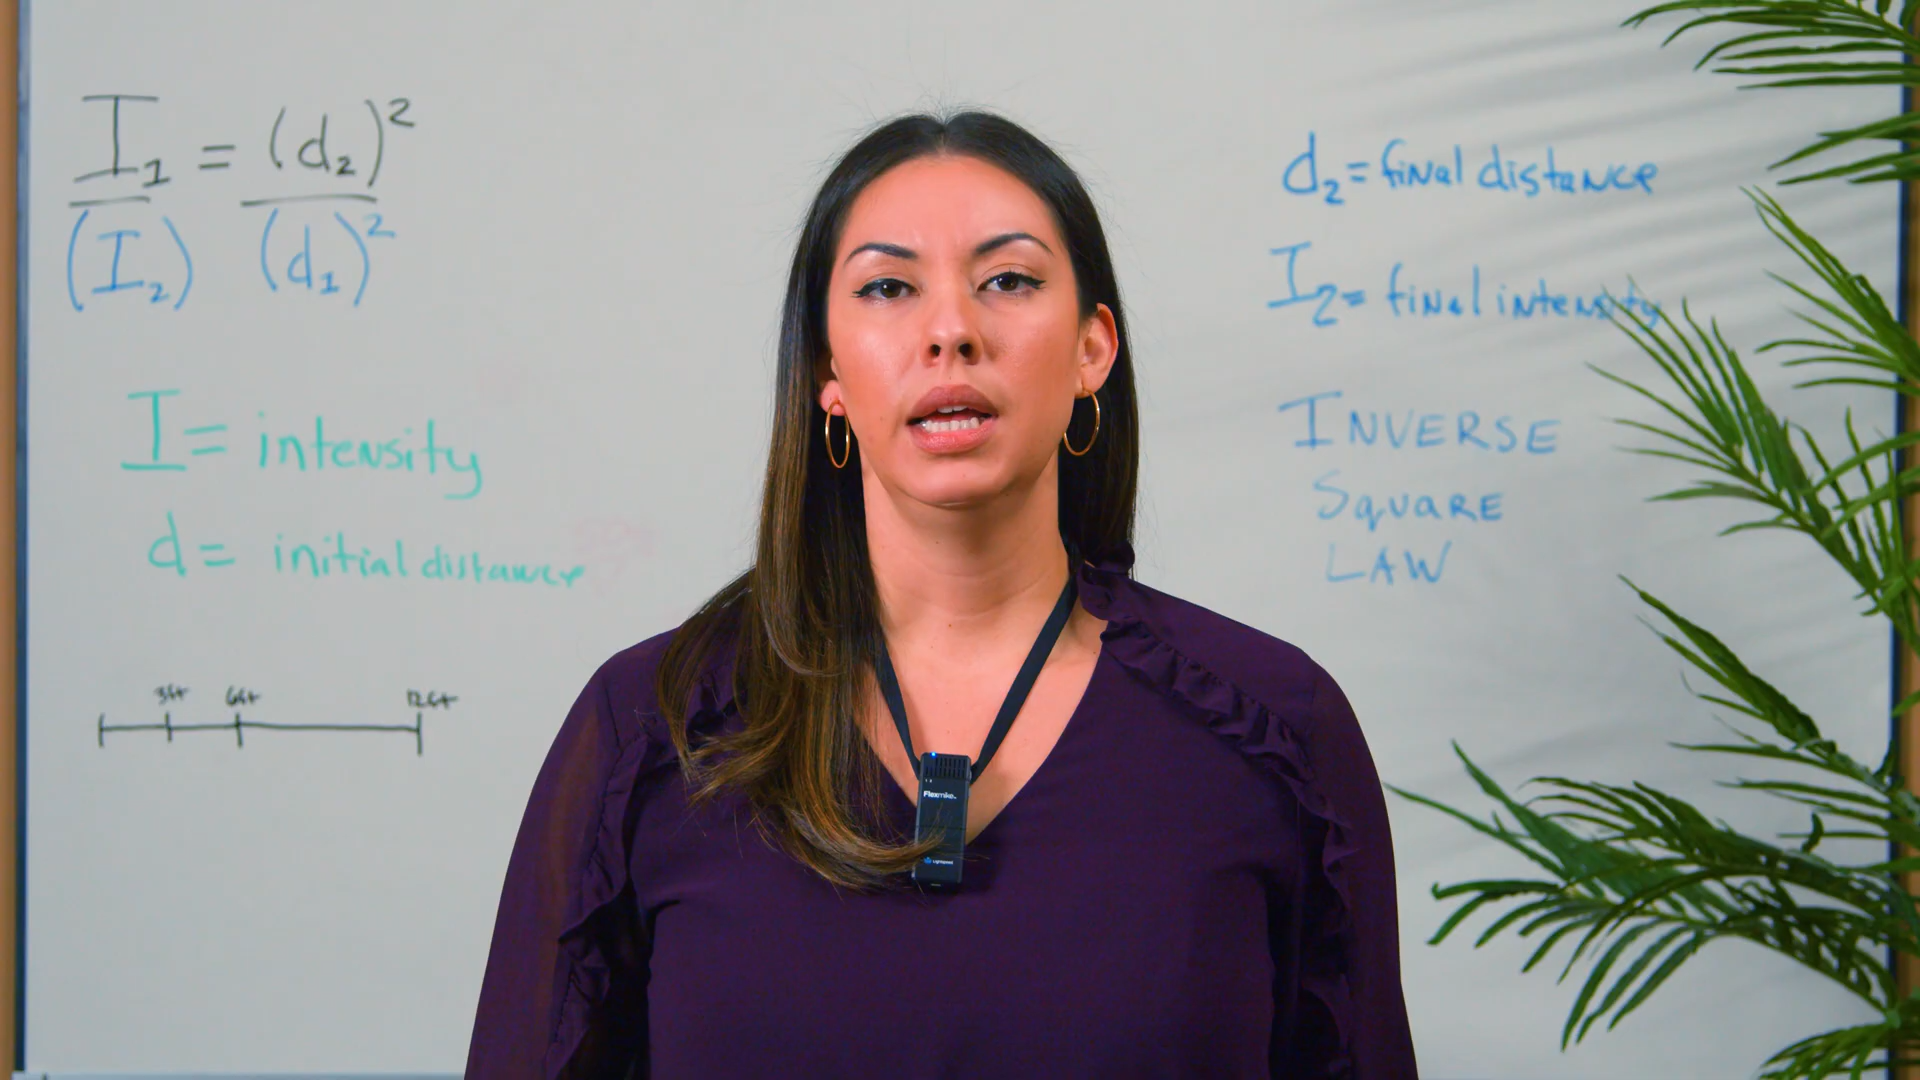 I₁ = (d₂)²
(I₂) (d₁)²
I = intensity
d = initial distance
3ft 6ft 12ft
d₂ = final distance
I₂ = final intensity
INVERSE
SQUARE
LAW
Flexmike
Lightspeed